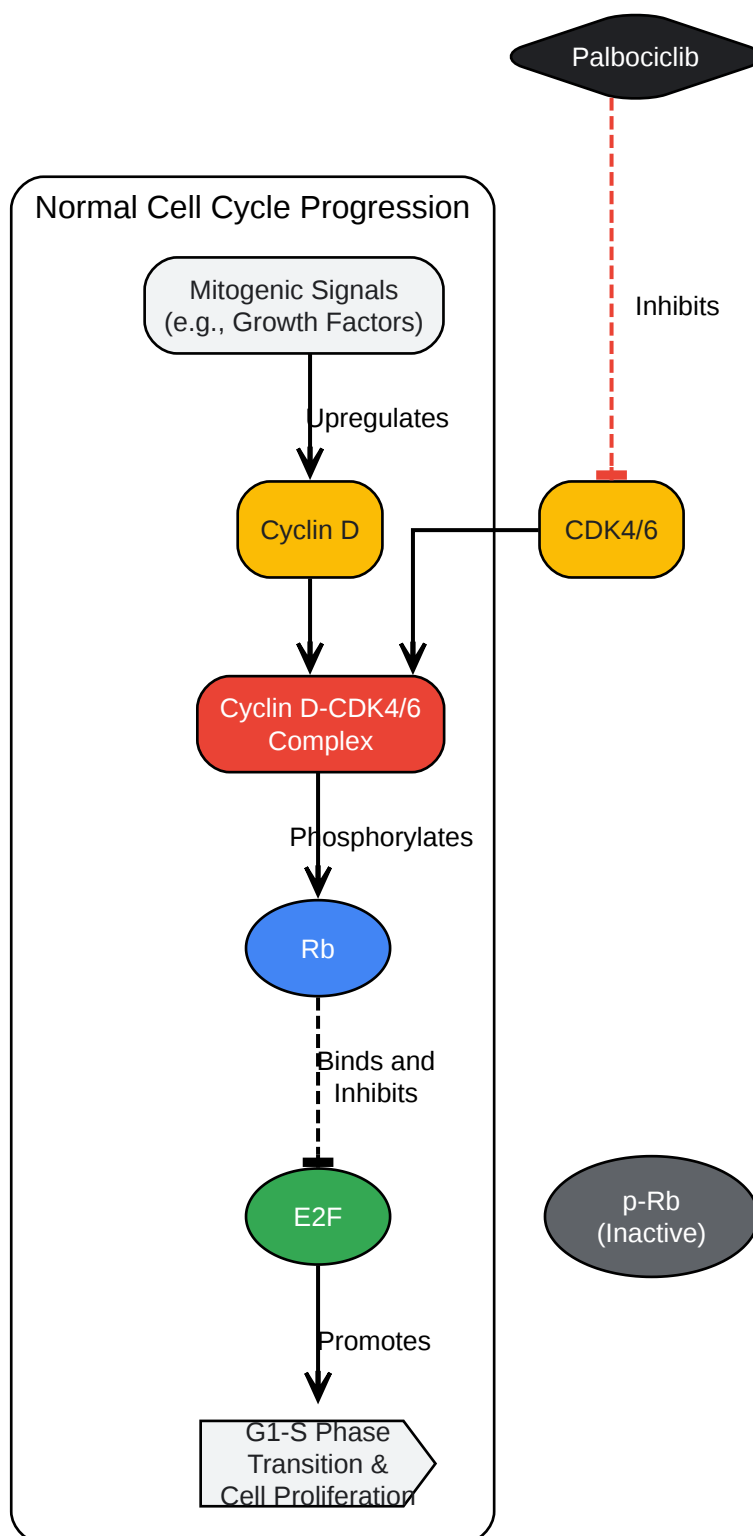 Palbociclib
Normal Cell Cycle Progression
Mitogenic Signals
(e.g., Growth Factors)
Inhibits
Upregulates
Cyclin D
CDK4/6
Cyclin D-CDK4/6
Complex
Phosphorylates
Rb
Binds and
Inhibits
E2F
p-Rb
(Inactive)
Promotes
G1-S Phase
Transition &
Cell Proliferation